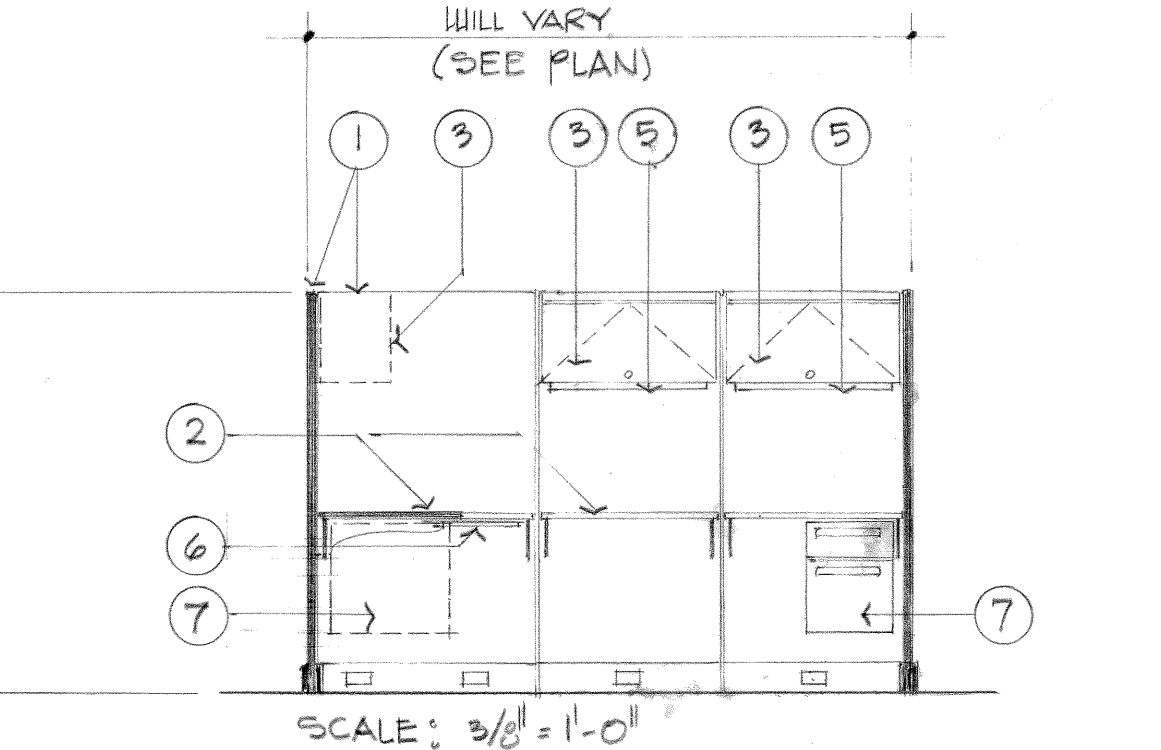 WILL VARY
(SEE PLAN)
1 3 3 5 3 5
2
6
7 7
SCALE: 3/8" = 1'-0"